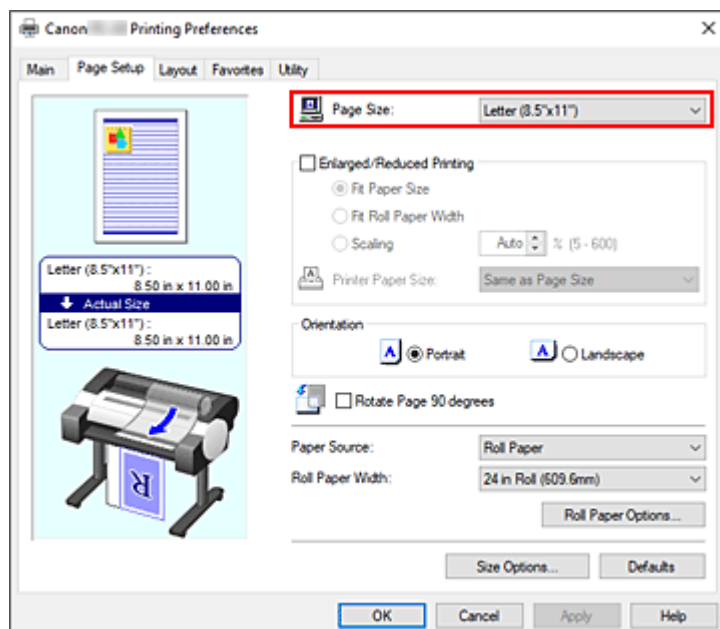 Canon Printing Preferences
Main Page Setup Layout Favorites Utility
Page Size: Letter (8.5"x11")
Enlarged/Reduced Printing
Fit Paper Size
Fit Roll Paper Width
Scaling Auto % (5 - 600)
Printer Paper Size: Same as Page Size
Letter (8.5"x11") :
8.50 in x 11.00 in
Actual Size
Letter (8.5"x11") :
8.50 in x 11.00 in
Orientation
A Portrait A Landscape
Rotate Page 90 degrees
Paper Source: Roll Paper
Roll Paper Width: 24 in Roll (609.6mm)
R
Roll Paper Options...
Size Options... Defaults
OK Cancel Apply Help